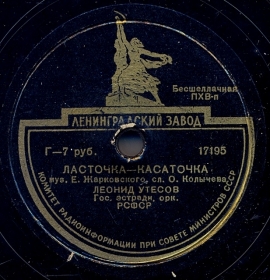 Бесшеллачная
ПХВ-п
ЛЕНИНГРАДСКИЙ ЗАВОД
Г—7 руб. 17195
ЛАСТОЧКА—КАСАТОЧКА
муз. Е. Жарковского, сл. О. Колычева
ЛЕОНИД УТЕСОВ
Гос. эстрадн. орк.
РСФСР
КОМИТЕТ РАДИОИНФОРМАЦИИ ПРИ СОВЕТЕ МИНИСТРОВ СССР